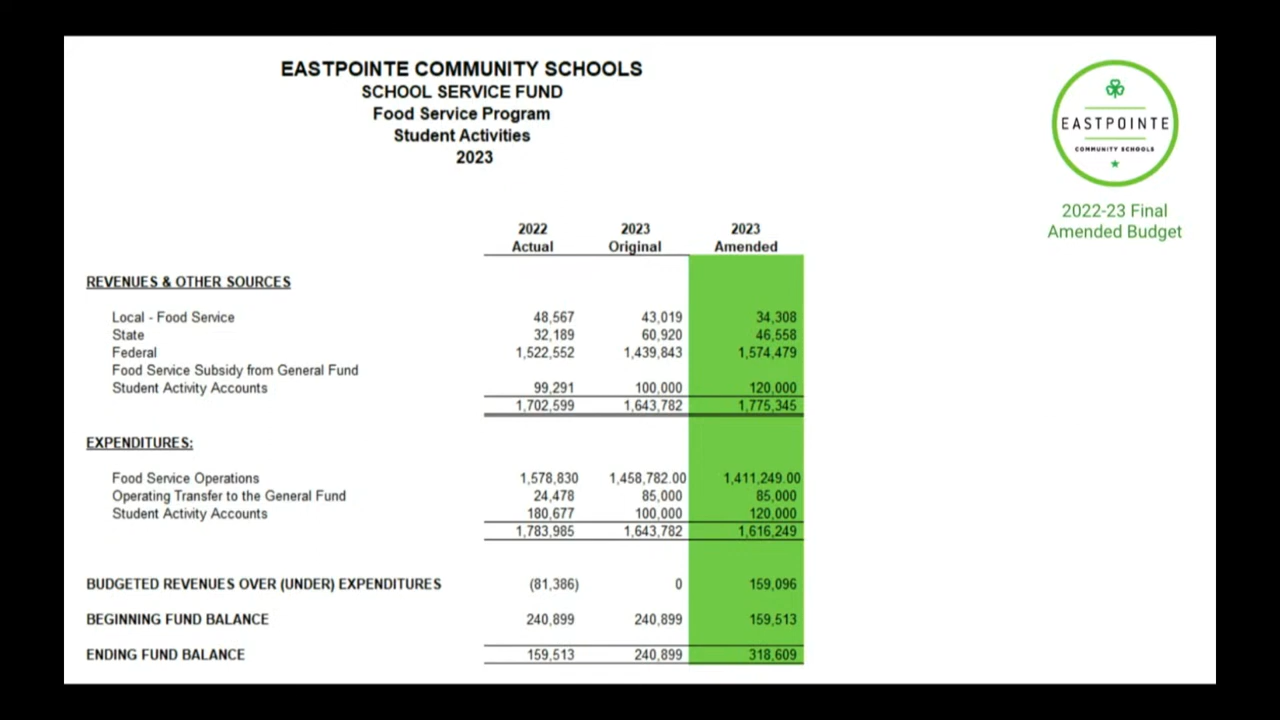 EASTPOINTE COMMUNITY SCHOOLS
SCHOOL SERVICE FUND
Food Service Program
Student Activities
2023
EASTPOINTE
COMMUNITY SCHOOLS
2022-23 Final
Amended Budget
2022 2023 2023
Actual Original Amended
REVENUES & OTHER SOURCES
Local - Food Service 48,567 43,019 34,308
State 32,189 60,920 46,558
Federal 1,522,552 1,439,843 1,574,479
Food Service Subsidy from General Fund
Student Activity Accounts 99,291 100,000 120,000
1,702,599 1,643,782 1,775,345
EXPENDITURES:
Food Service Operations 1,578,830 1,458,782.00 1,411,249.00
Operating Transfer to the General Fund 24,478 85,000 85,000
Student Activity Accounts 180,677 100,000 120,000
1,783,985 1,643,782 1,616,249
BUDGETED REVENUES OVER (UNDER) EXPENDITURES (81,386) 0 159,096
BEGINNING FUND BALANCE 240,899 240,899 159,513
ENDING FUND BALANCE 159,513 240,899 318,609